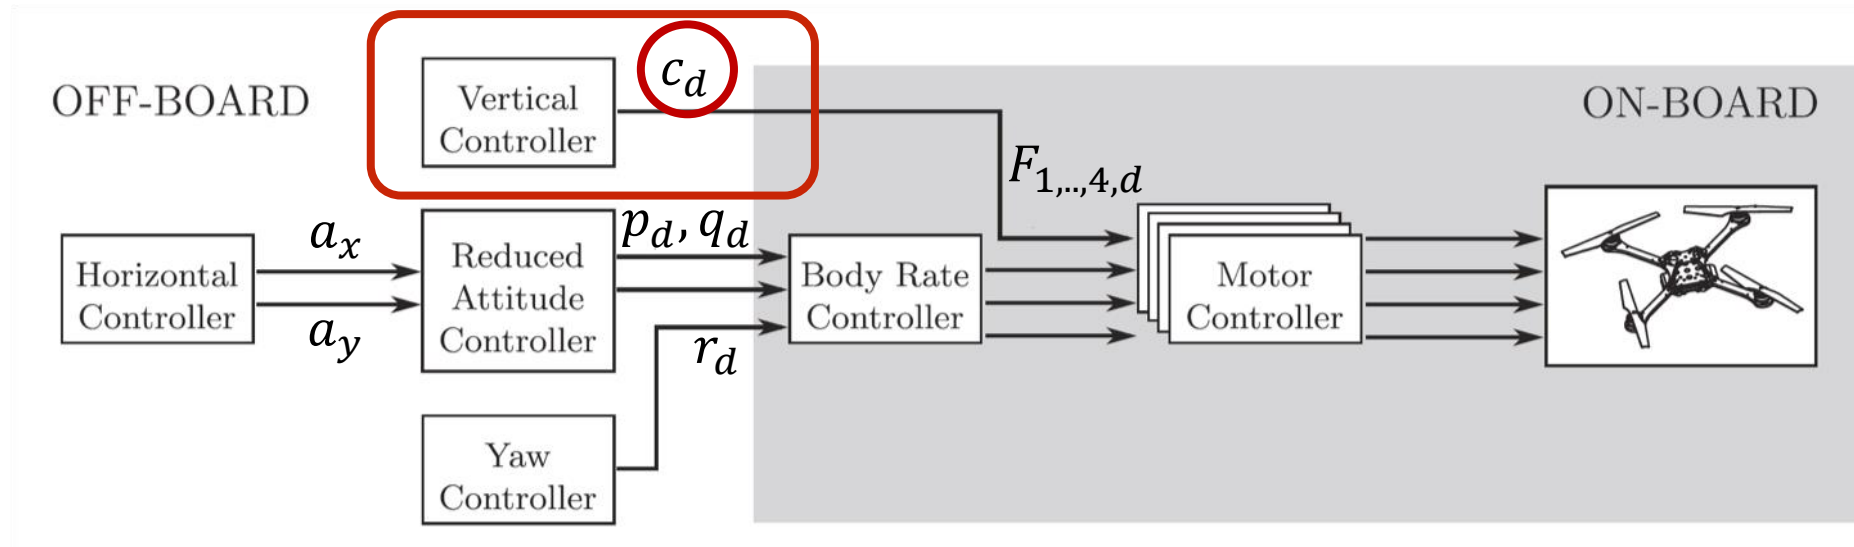 OFF-BOARD
ON-BOARD
Vertical
Controller
c_d
F_{1,..,4,d}
Horizontal
Controller
a_x
a_y
Reduced
Attitude
Controller
p_d, q_d
r_d
Body Rate
Controller
Motor
Controller
Yaw
Controller